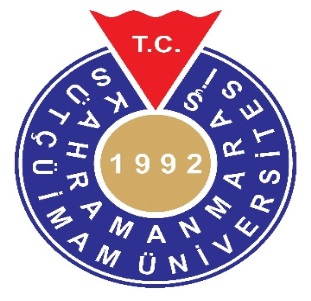 T.C.
KAHRAMANMARAŞ
SÜTÇÜ İMAM ÜNİVERSİTESİ
1992